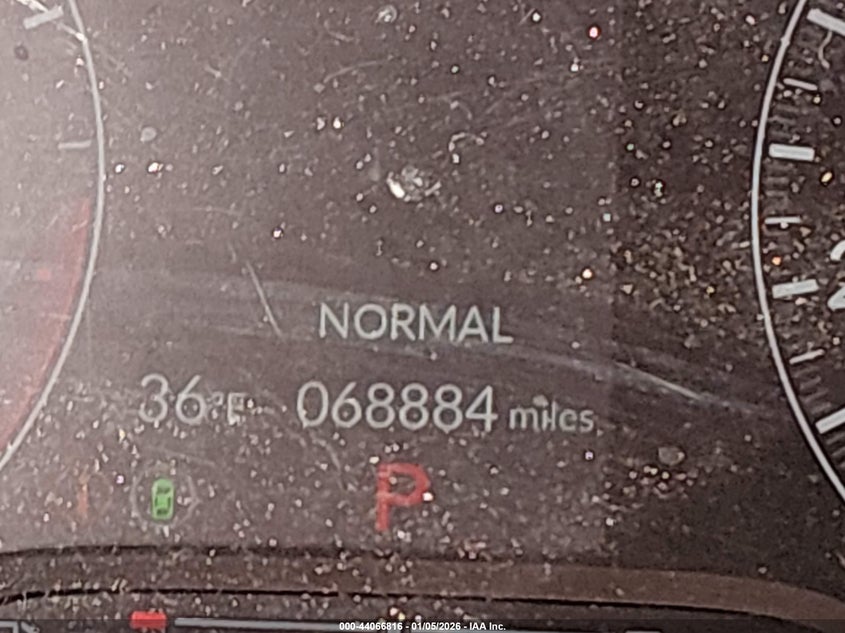 NORMAL
36°F 068884 miles
P
000-44066816 - 01/05/2026 - IAA Inc.